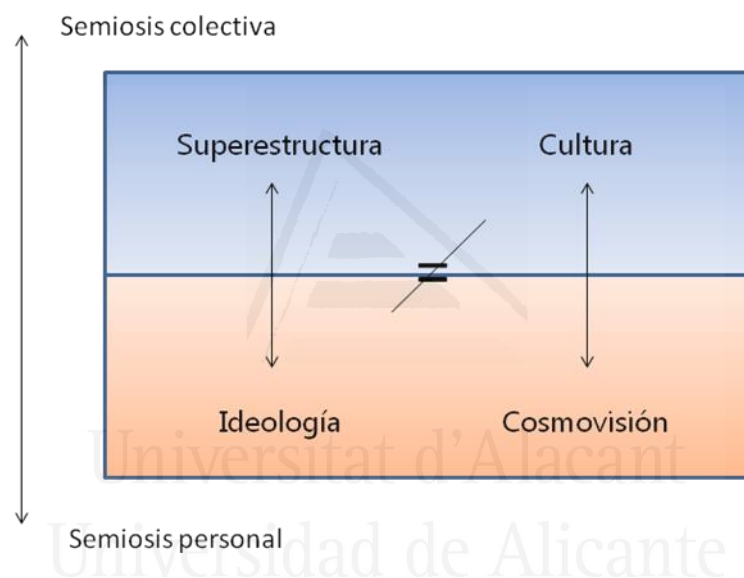 Semiosis colectiva
Superestructura Cultura
=
Ideología Cosmovisión
Universitat d'Alacant
Universidad de Alicante
Semiosis personal